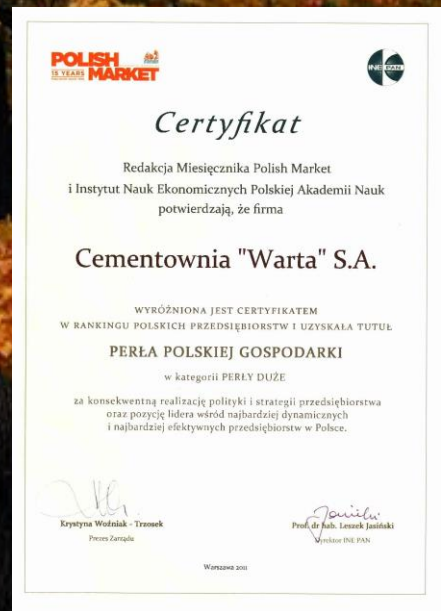 POLISH
15 YEARS MARKET
INE PAN
Certyfikat
Redakcja Miesięcznika Polish Market
i Instytut Nauk Ekonomicznych Polskiej Akademii Nauk
potwierdzają, że firma
Cementownia "Warta" S.A.
WYRÓŻNIONA JEST CERTYFIKATEM
W RANKINGU POLSKICH PRZEDSIĘBIORSTW I UZYSKAŁA TUTUŁ
PERŁA POLSKIEJ GOSPODARKI
w kategorii PERŁY DUŻE
za konsekwentną realizację polityki i strategii przedsiębiorstwa
oraz pozycję lidera wśród najbardziej dynamicznych
i najbardziej efektywnych przedsiębiorstw w Polsce.
Krystyna Woźniak - Trzosek
Prezes Zarządu
Prof. dr hab. Leszek Jasiński
Dyrektor INE PAN
Warszawa 2011